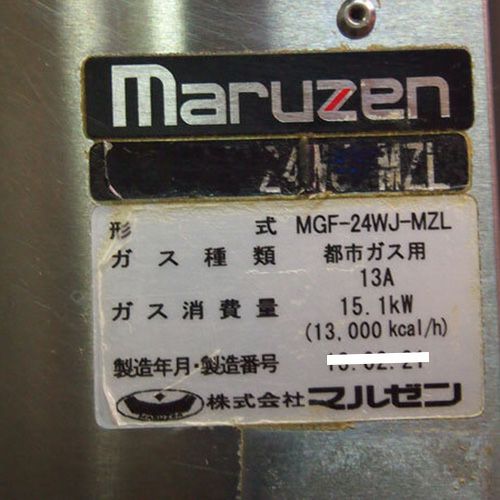 maruzen
24WJ-MZL
形 式 MGF-24WJ-MZL
ガス種類 都市ガス用
13A
ガス消費量 15.1kW
(13,000 kcal/h)
製造年月・製造番号
MARUZEN 株式会社マルゼン